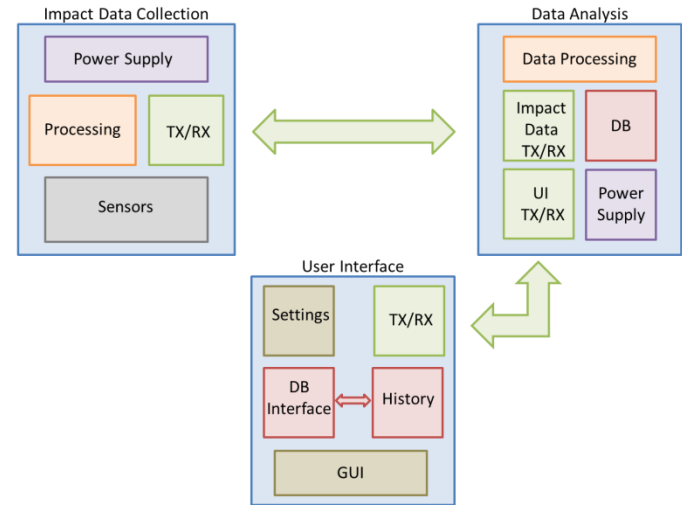 Impact Data Collection
Power Supply
Processing
TX/RX
Sensors
Data Analysis
Data Processing
Impact
Data
TX/RX
DB
UI
TX/RX
Power
Supply
User Interface
Settings
TX/RX
DB
Interface
History
GUI